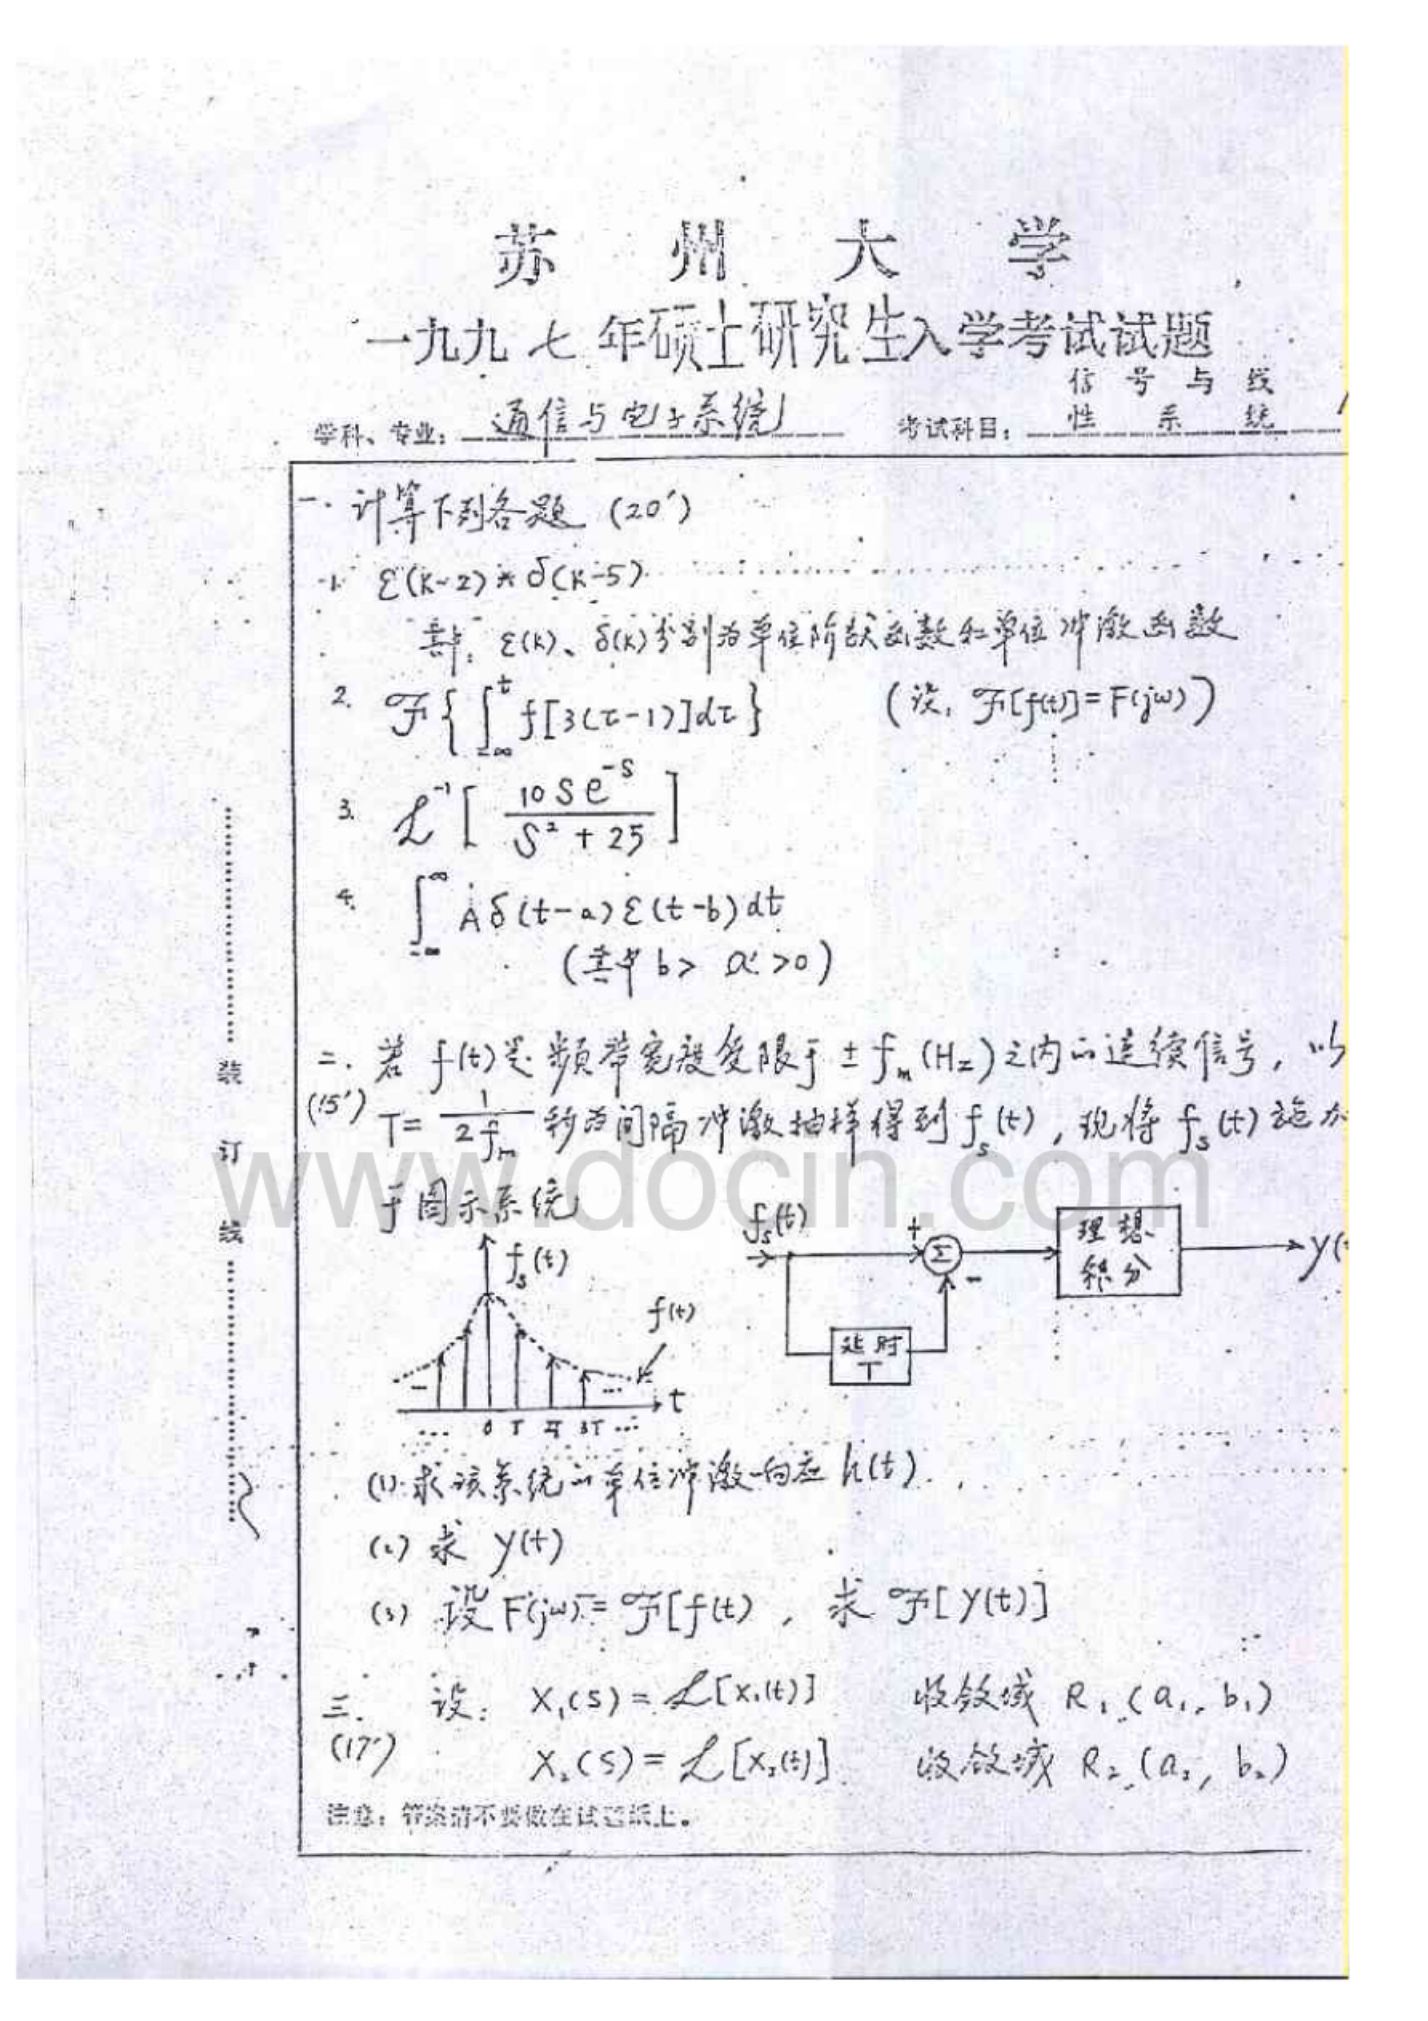 苏州大学
一九九七年硕士研究生入学考试试题
学科、专业：通信与电子系统 考试科目：信号与线性系统
一. 计算下列各题 (20′)
1. ε(k-2) * δ(k-5)
其中，ε(k)、δ(k)分别为单位阶跃函数和单位冲激函数
2. ℱ{∫_{-∞}^{t} f[3(τ-1)]dτ} (设，ℱ[f(t)]=F(jω))
3. ℒ⁻¹[ 10 S e^{-s} / (S² + 25) ]
4. ∫_{-∞}^{∞} A δ(t-a) ε(t-b) dt
(其中 b > a >0)
二. 若 f(t) 是频带宽度受限于 ± f_m (Hz) 之内的连续信号，以
(15′) T= 1/(2f_m) 秒为间隔冲激抽样得到 f_s(t)，现将 f_s(t) 施加
于图示系统
f_s(t)
f(t)
t
... 0 T 2T 3T ...
f_s(t)
+
Σ
-
延时
T
理想
积分
y(
(1) 求该系统的单位冲激响应 h(t).
(2) 求 y(t)
(3) 设 F(jω) = ℱ[f(t) ，求 ℱ[y(t)]
三. 设： X₁(S) = ℒ[x₁(t)] 收敛域 R₁ (a₁, b₁)
(17′) X₂(S) = ℒ[x₂(t)] 收敛域 R₂ (a₂, b₂)
注意：答案请不要做在试题纸上。
装
订
线
www.docin.com